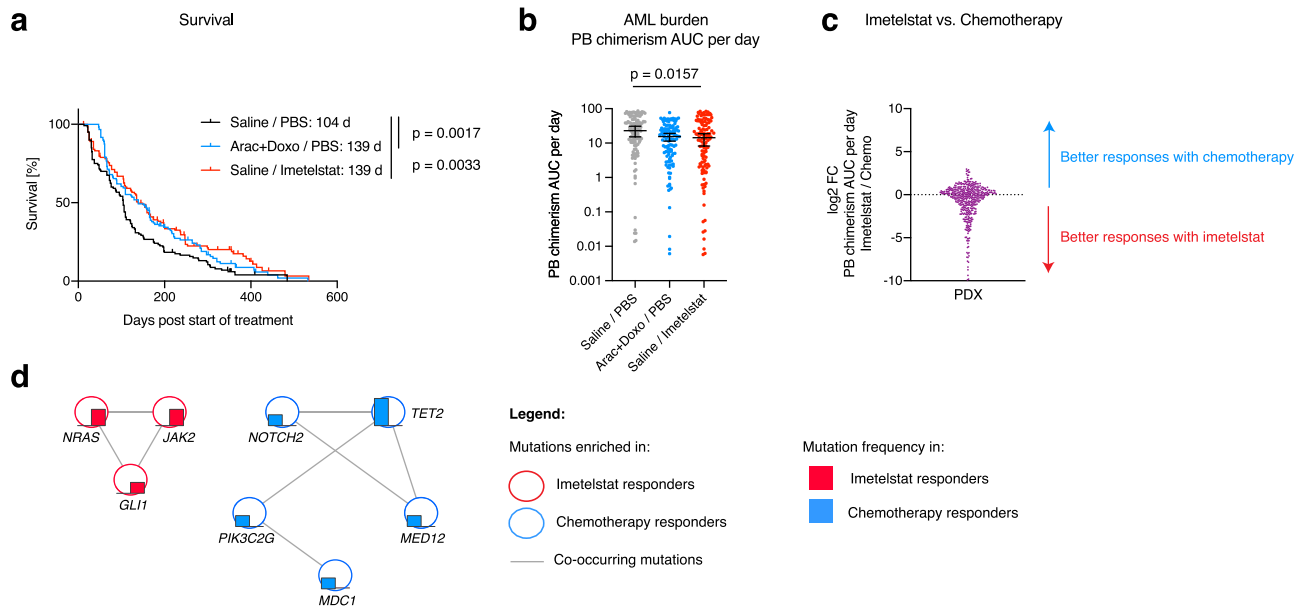 a
Survival
Survival [%]
100
50
0
0
200
400
600
Days post start of treatment
Saline / PBS: 104 d
Arac+Doxo / PBS: 139 d
Saline / Imetelstat: 139 d
p = 0.0017
p = 0.0033
b
AML burden
PB chimerism AUC per day
p = 0.0157
PB chimerism AUC per day
100
10
1
0.1
0.01
0.001
Saline / PBS
Arac+Doxo / PBS
Saline / Imetelstat
c
Imetelstat vs. Chemotherapy
log2 FC
PB chimerism AUC per day
Imetelstat / Chemo
10
5
0
-5
-10
PDX
Better responses with chemotherapy
Better responses with imetelstat
d
NRAS
JAK2
GLI1
NOTCH2
TET2
PIK3C2G
MED12
MDC1
Legend:
Mutations enriched in:
Imetelstat responders
Chemotherapy responders
Co-occurring mutations
Mutation frequency in:
Imetelstat responders
Chemotherapy responders